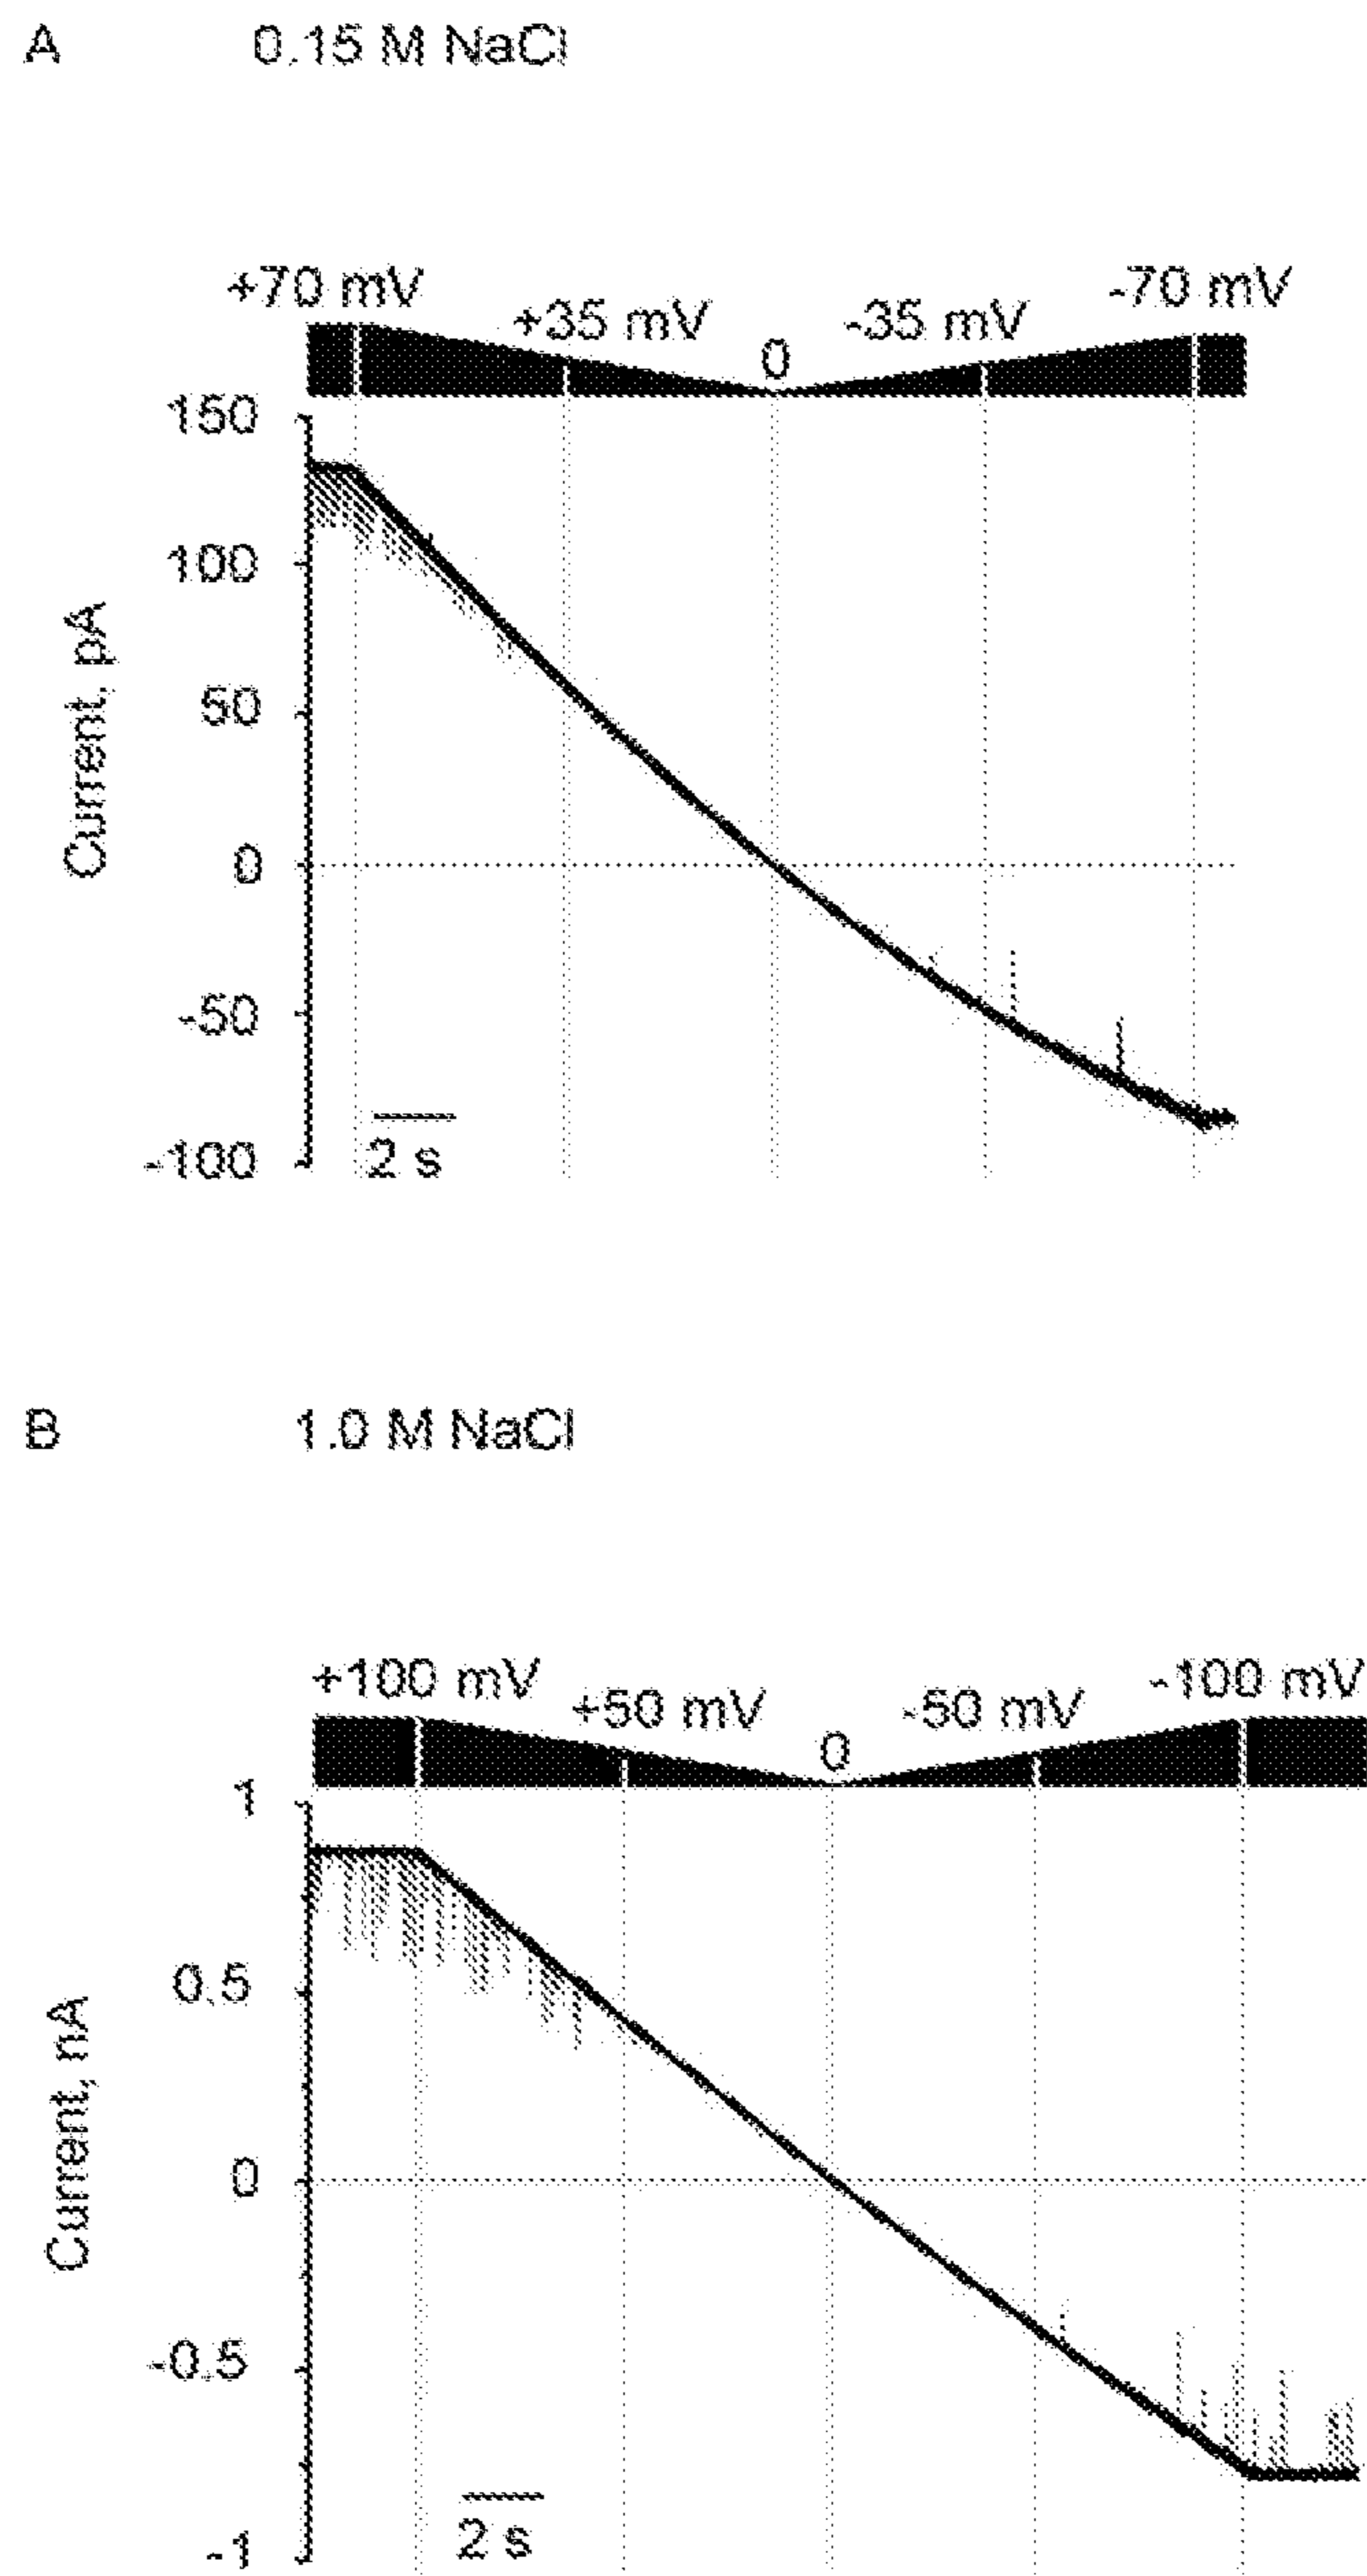 A 0.15 M NaCl
+70 mV +35 mV 0 -35 mV -70 mV
150
100
50
0
-50
-100
Current, pA
2 s
B 1.0 M NaCl
+100 mV +50 mV 0 -50 mV -100 mV
1
0.5
0
-0.5
-1
Current, nA
2 s